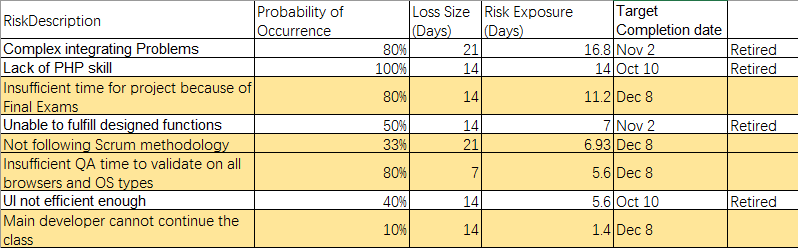 RiskDescription Probability of Occurrence Loss Size (Days) Risk Exposure (Days) Target Completion date
Complex integrating Problems 80% 21 16.8 Nov 2 Retired
Lack of PHP skill 100% 14 14 Oct 10 Retired
Insufficient time for project because of Final Exams 80% 14 11.2 Dec 8
Unable to fulfill designed functions 50% 14 7 Nov 2 Retired
Not following Scrum methodology 33% 21 6.93 Dec 8
Insufficient QA time to validate on all browsers and OS types 80% 7 5.6 Dec 8
UI not efficient enough 40% 14 5.6 Oct 10 Retired
Main developer cannot continue the class 10% 14 1.4 Dec 8